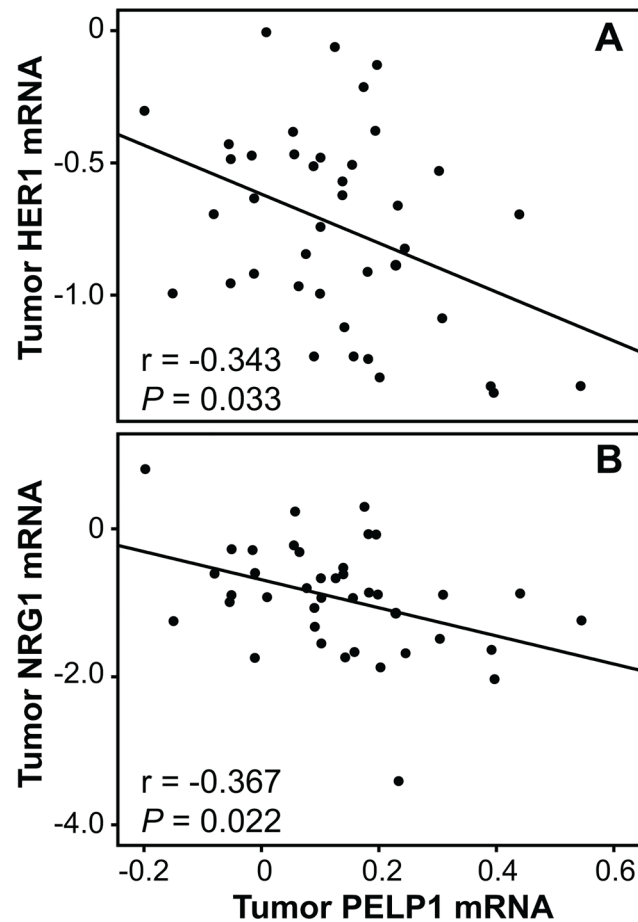 A
Tumor HER1 mRNA
0
-0.5
-1.0
r = -0.343
P = 0.033
B
Tumor NRG1 mRNA
0
-2.0
-4.0
r = -0.367
P = 0.022
-0.2 0 0.2 0.4 0.6
Tumor PELP1 mRNA